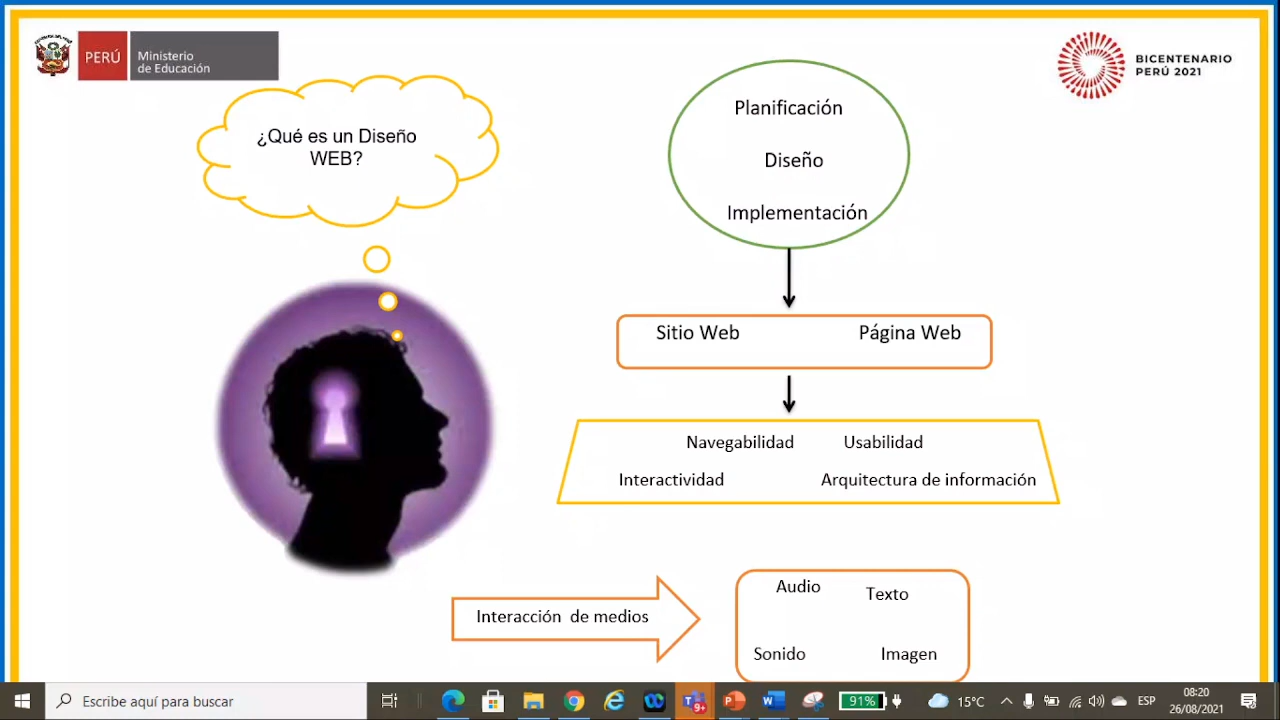 PERÚ
Ministerio
de Educación
BICENTENARIO
PERÚ 2021
¿Qué es un Diseño
WEB?
Planificación
Diseño
Implementación
Sitio Web
Página Web
Navegabilidad
Usabilidad
Interactividad
Arquitectura de información
Interacción de medios
Audio
Texto
Sonido
Imagen
Escribe aquí para buscar
9+
91%
15°C
ESP
08:20
26/08/2021